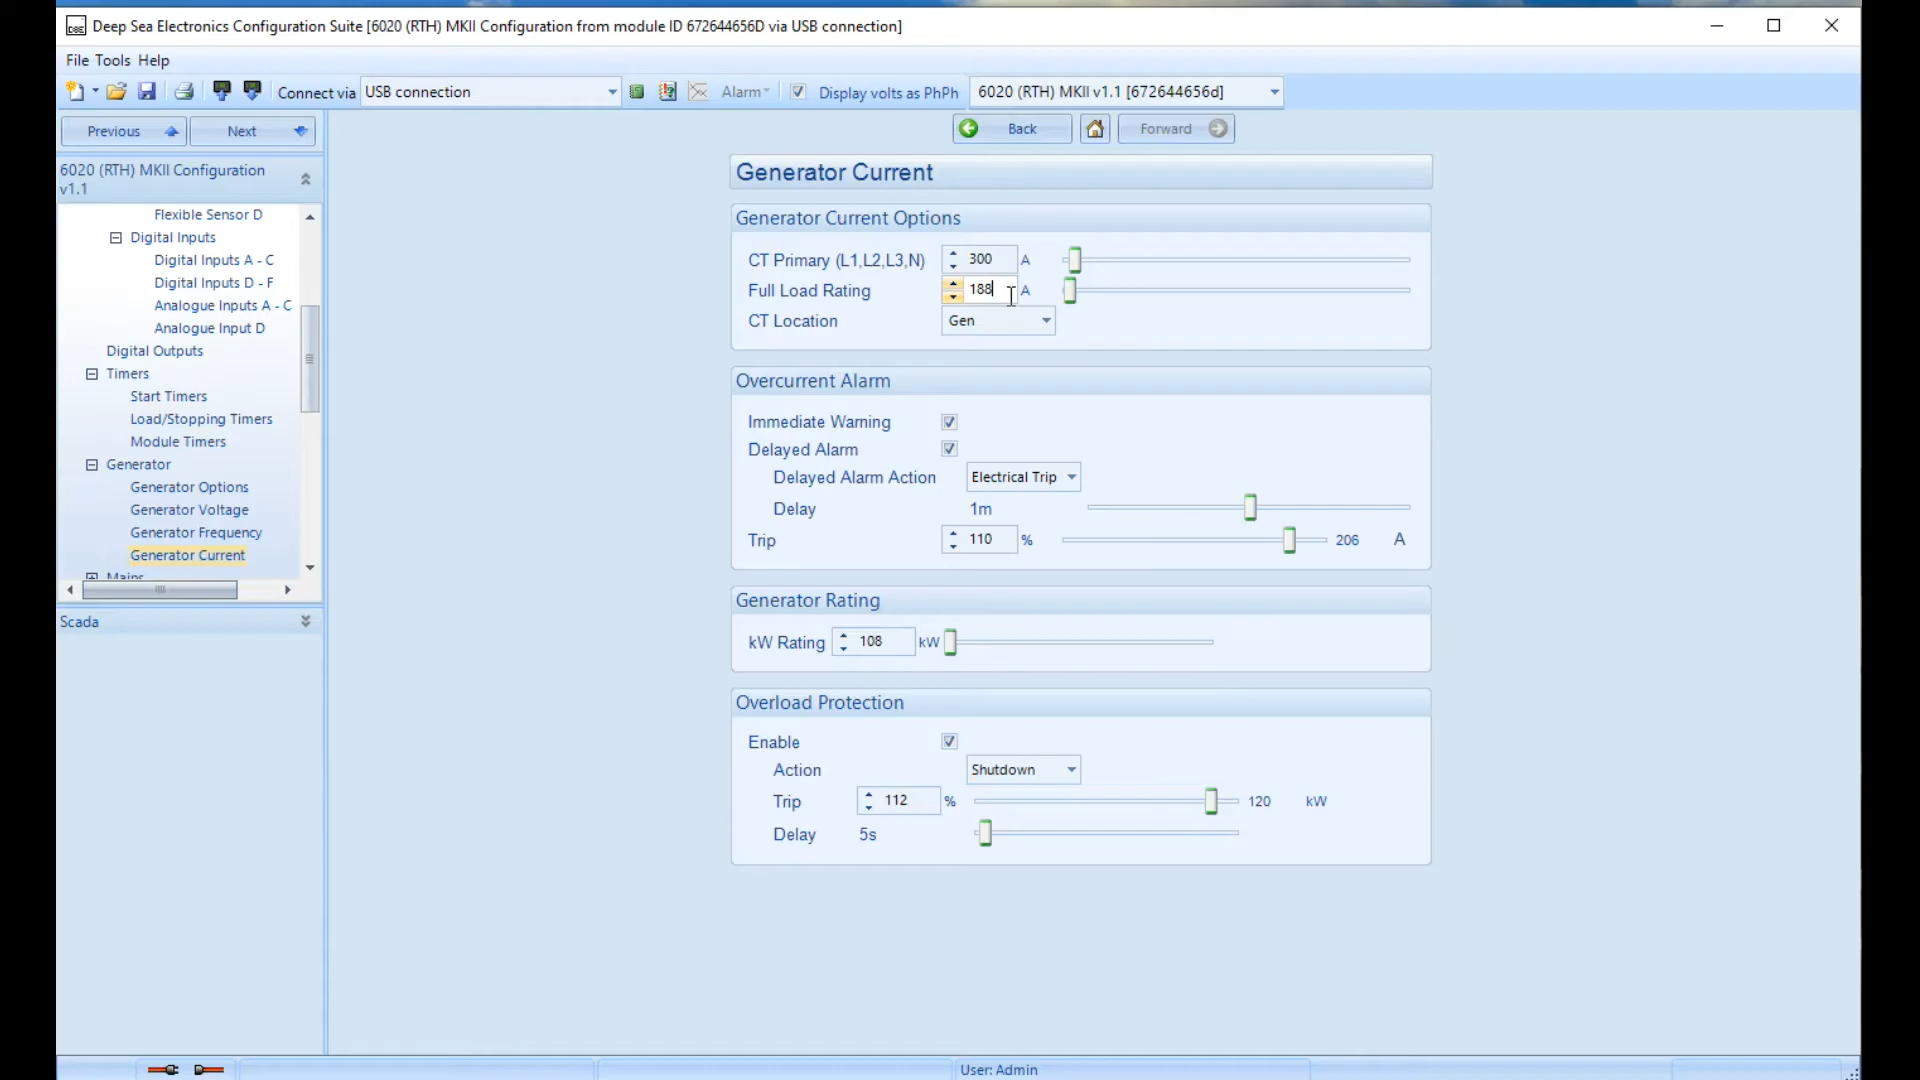 Deep Sea Electronics Configuration Suite [6020 (RTH) MKII Configuration from module ID 672644656D via USB connection]
File Tools Help
Connect via USB connection Alarm Display volts as PhPh 6020 (RTH) MKII v1.1 [672644656d]
Previous Next
Back Forward
6020 (RTH) MKII Configuration
v1.1
Flexible Sensor D
Digital Inputs
Digital Inputs A - C
Digital Inputs D - F
Analogue Inputs A - C
Analogue Input D
Digital Outputs
Timers
Start Timers
Load/Stopping Timers
Module Timers
Generator
Generator Options
Generator Voltage
Generator Frequency
Generator Current
Mains
Scada
Generator Current
Generator Current Options
CT Primary (L1,L2,L3,N) 300 A
Full Load Rating 188 A
CT Location Gen
Overcurrent Alarm
Immediate Warning
Delayed Alarm
Delayed Alarm Action Electrical Trip
Delay 1m
Trip 110 % 206 A
Generator Rating
kW Rating 108 kW
Overload Protection
Enable
Action Shutdown
Trip 112 % 120 kW
Delay 5s
User: Admin